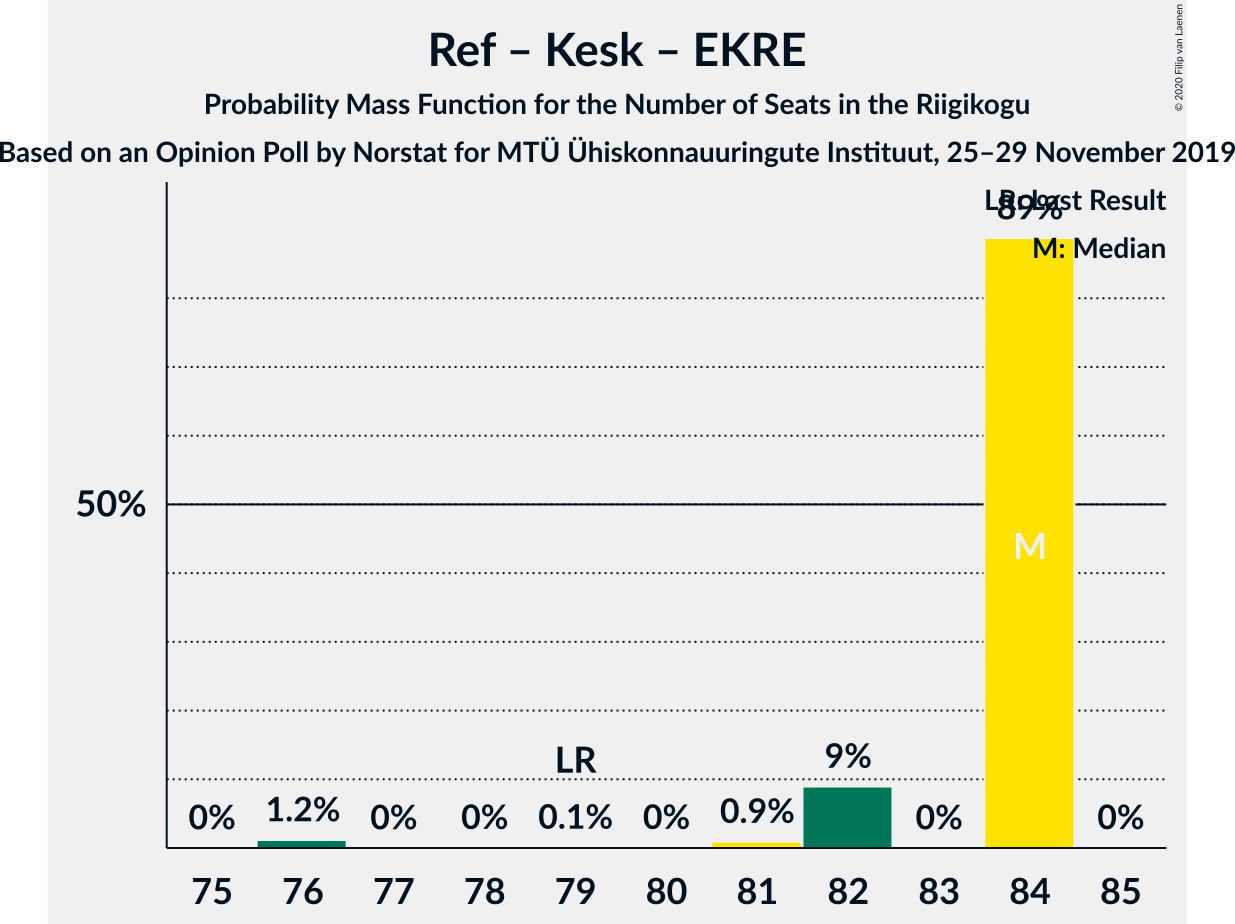 Ref – Kesk – EKRE
Probability Mass Function for the Number of Seats in the Riigikogu
Based on an Opinion Poll by Norstat for MTÜ Ühiskonnauuringute Instituut, 25–29 November 2019
© 2020 Filip van Laenen
LR: Last Result
89%
M: Median
50%
M
LR
9%
0% 1.2% 0% 0% 0.1% 0% 0.9% 0% 0%
75 76 77 78 79 80 81 82 83 84 85